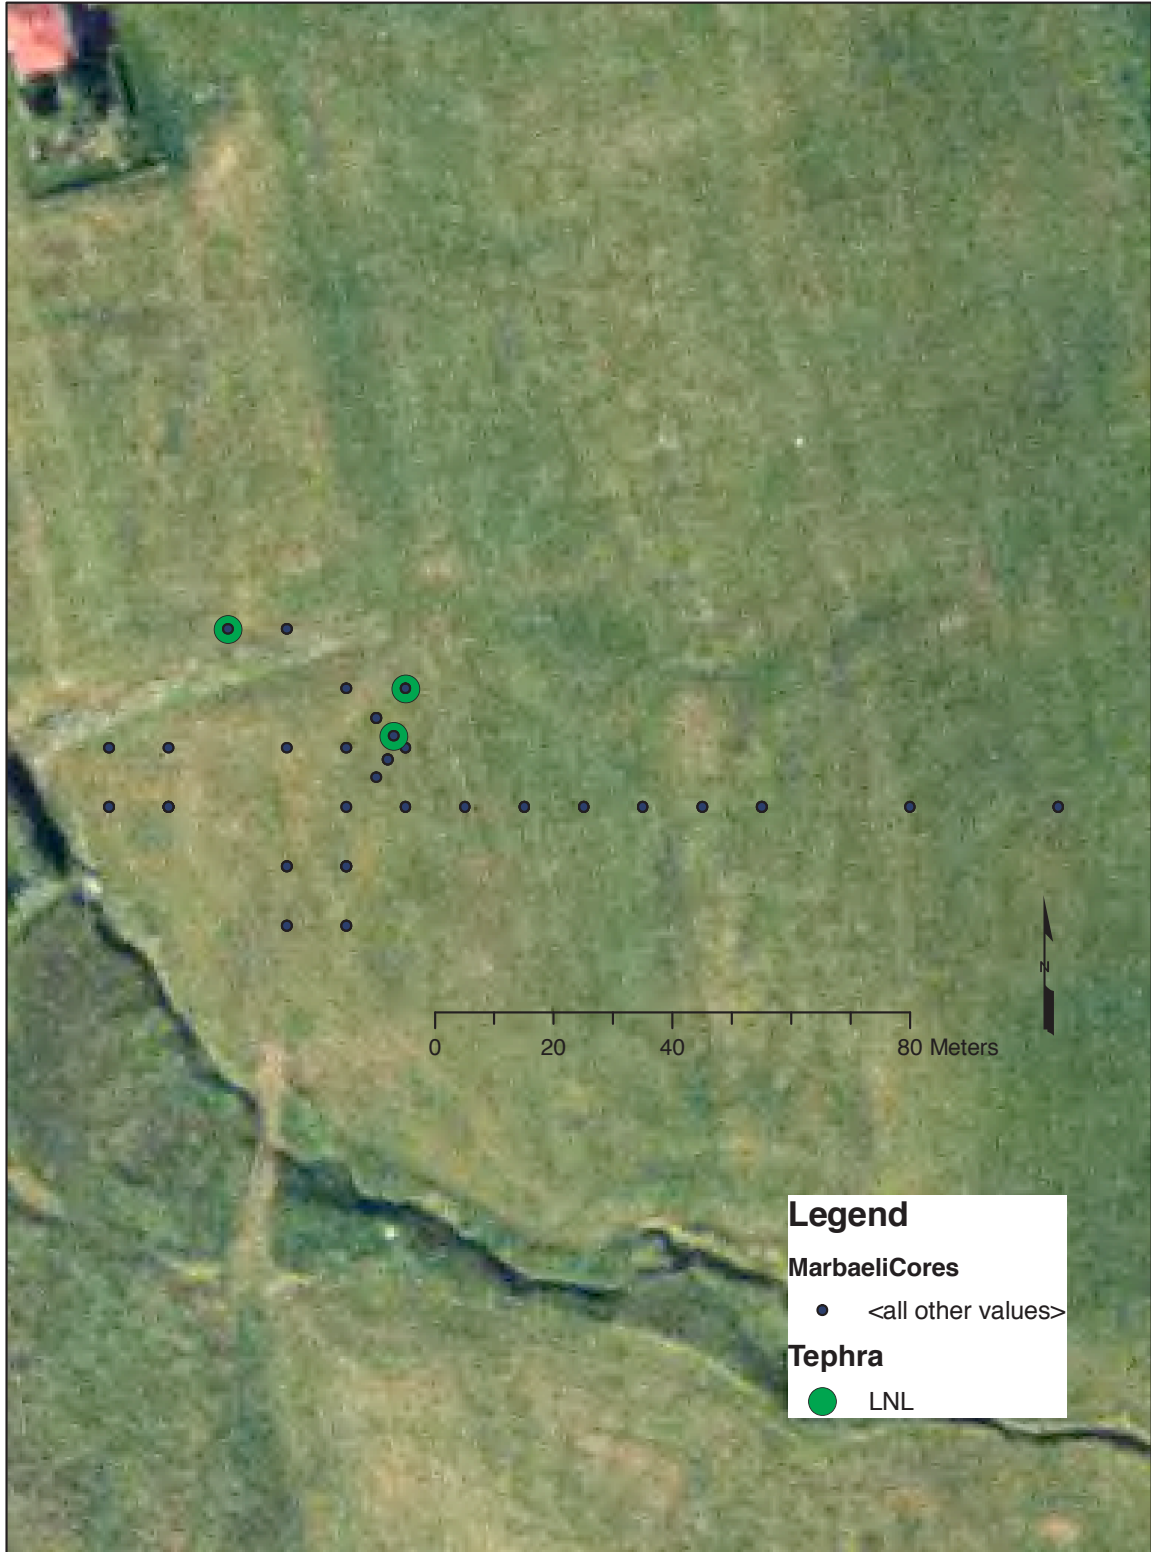 N
0 20 40 80 Meters
Legend
MarbaeliCores
<all other values>
Tephra
LNL